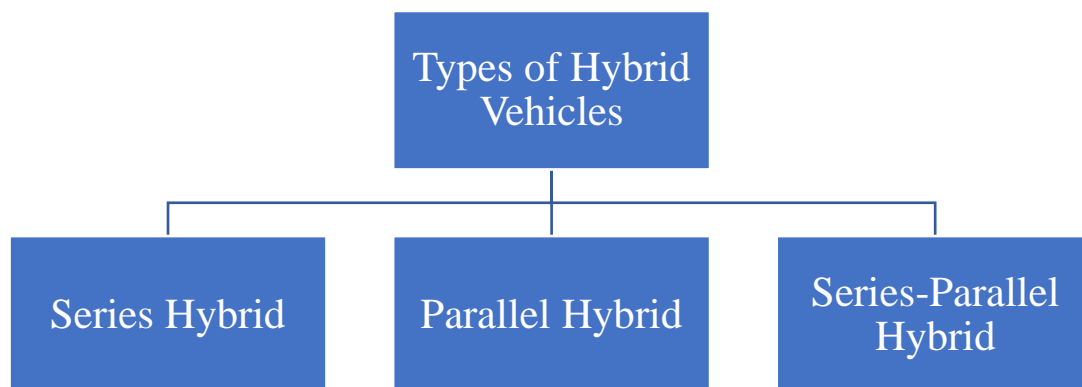 Types of Hybrid
Vehicles
Series Hybrid
Parallel Hybrid
Series-Parallel
Hybrid